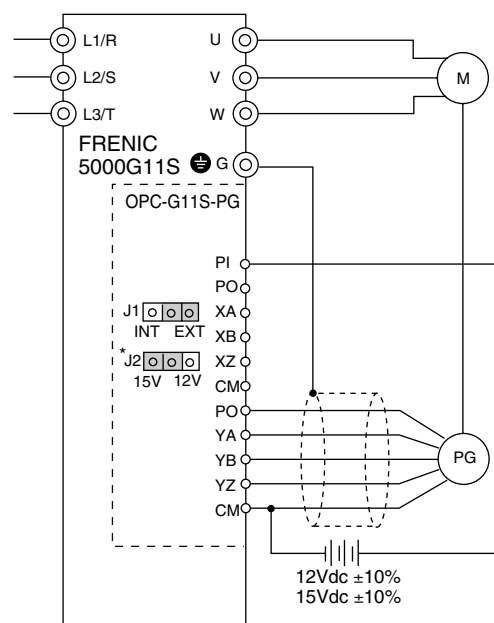 L1/R
U
M
L2/S
V
L3/T
W
FRENIC
5000G11S
G
OPC-G11S-PG
PI
PO
J1
XA
INT EXT
XB
*J2
XZ
15V 12V
CM
PO
YA
YB
PG
YZ
CM
12Vdc ±10%
15Vdc ±10%